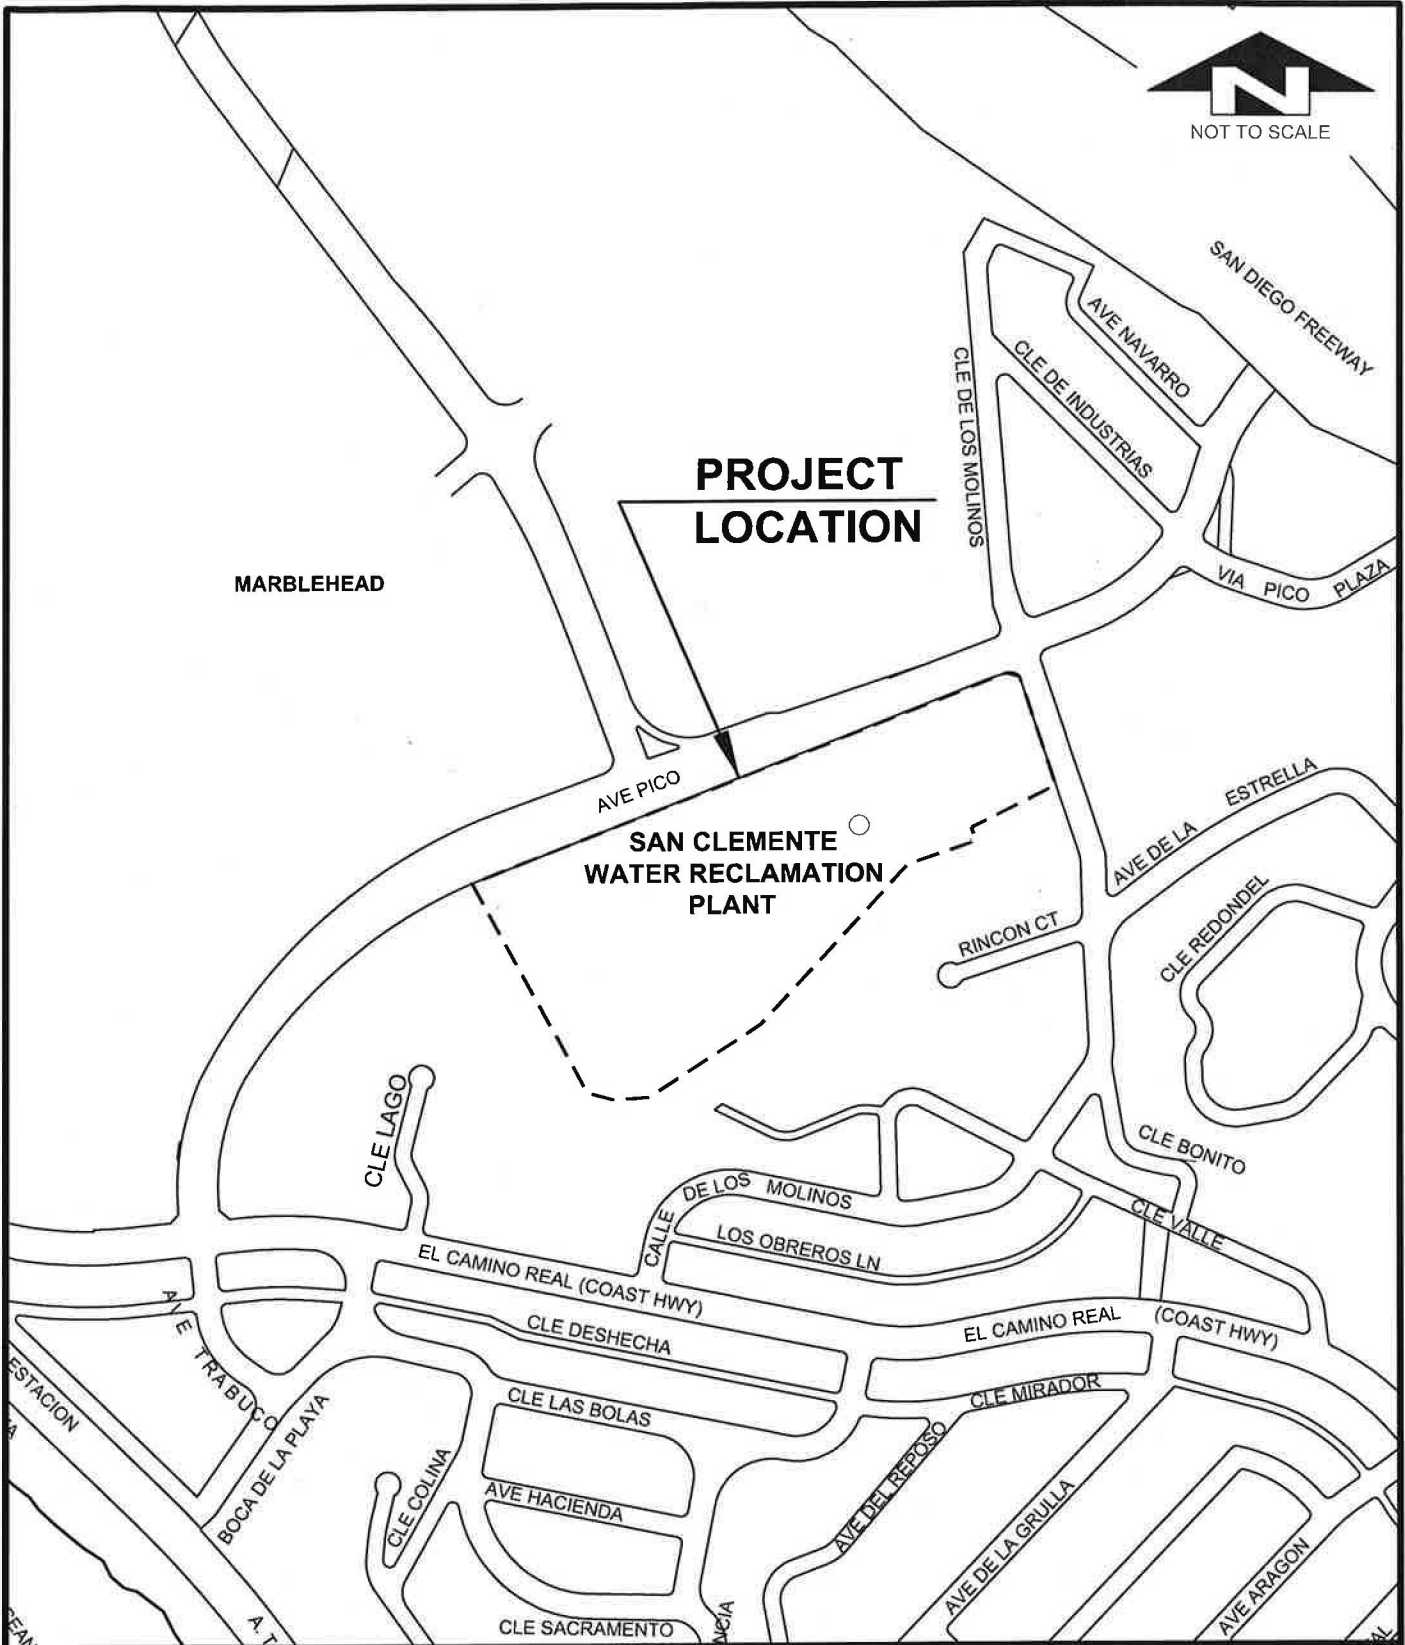 N
NOT TO SCALE
SAN DIEGO FREEWAY
AVE NAVARRO
CLE DE INDUSTRIAS
CLE DE LOS MOLINOS
PROJECT
LOCATION
MARBLEHEAD
VIA PICO PLAZA
AVE PICO
SAN CLEMENTE
WATER RECLAMATION
PLANT
AVE DE LA ESTRELLA
CLE REDONDEL
RINCON CT
CLE LAGO
CLE BONITO
CALLE DE LOS MOLINOS
CLE VALLE
LOS OBREROS LN
EL CAMINO REAL (COAST HWY)
EL CAMINO REAL (COAST HWY)
CLE DESHECHA
AVE TRABUCO
ESTACION
CLE MIRADOR
CLE LAS BOLAS
BOCA DE LA PLAYA
CLE COLINA
AVE HACIENDA
AVE DEL REPOSO
AVE DE LA GRULLA
AVE ARAGON
CLE SACRAMENTO
A. T